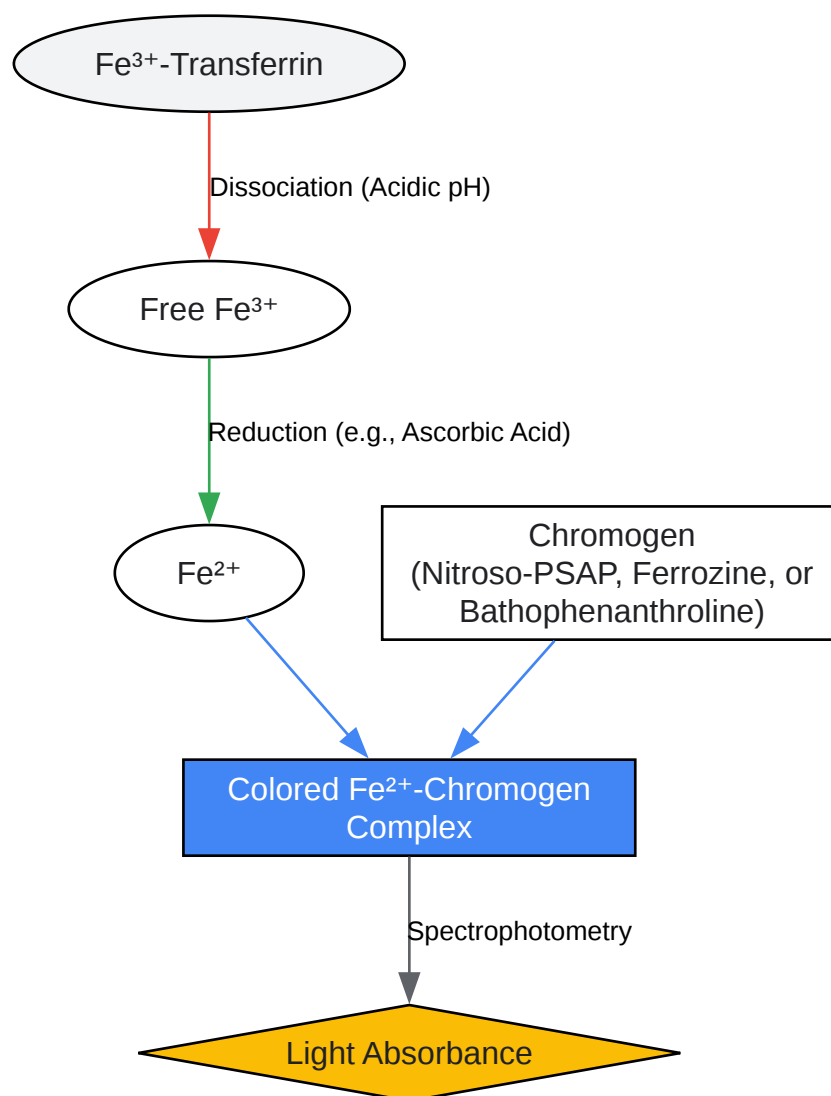 Fe³⁺-Transferrin
Dissociation (Acidic pH)
Free Fe³⁺
Reduction (e.g., Ascorbic Acid)
Fe²⁺
Chromogen
(Nitroso-PSAP, Ferrozine, or
Bathophenanthroline)
Colored Fe²⁺-Chromogen
Complex
Spectrophotometry
Light Absorbance